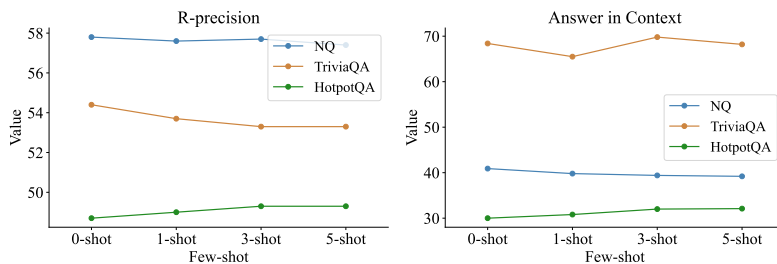 R-precision
58
56
54
52
50
Value
0-shot
1-shot
3-shot
5-shot
Few-shot
NQ
TriviaQA
HotpotQA
Answer in Context
70
60
50
40
30
Value
0-shot
1-shot
3-shot
5-shot
Few-shot
NQ
TriviaQA
HotpotQA